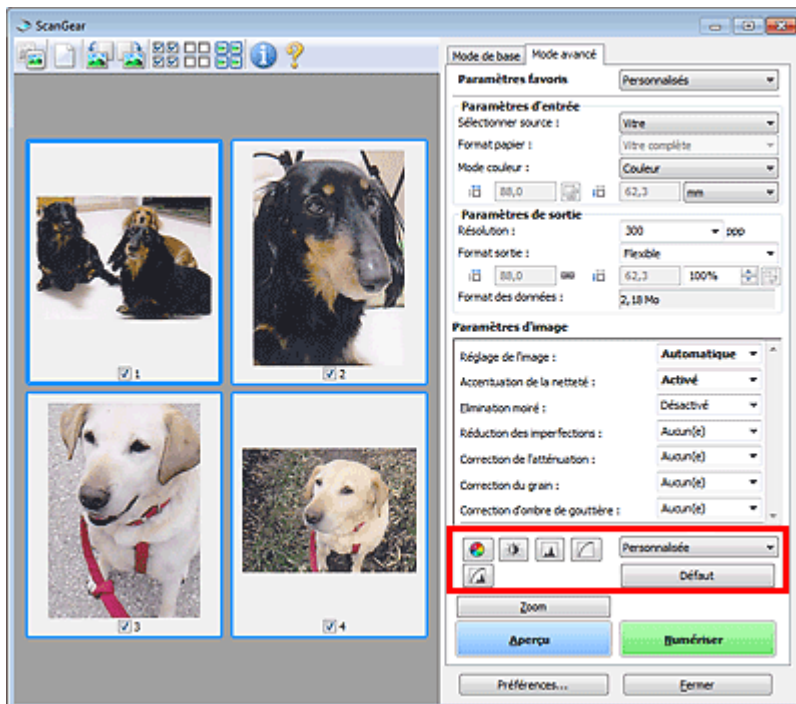 ScanGear
Mode de base Mode avancé
Paramètres favoris Personnalisés
Paramètres d'entrée
Sélectionner source : Vitre
Format papier : Vitre complète
Mode couleur : Couleur
88,0 62,3 mm
Paramètres de sortie
Résolution : 300 ppp
Format sortie : Flexible
88,0 62,3 100%
Format des données : 2,18 Mo
Paramètres d'image
Réglage de l'image : Automatique
Accentuation de la netteté : Activé
Elimination moiré : Désactivé
Réduction des imperfections : Aucun(e)
Correction de l'atténuation : Aucun(e)
Correction du grain : Aucun(e)
Correction d'ombre de gouttière : Aucun(e)
Personnalisée
Défaut
Zoom
Aperçu Numériser
Préférences... Fermer
1 2
3 4